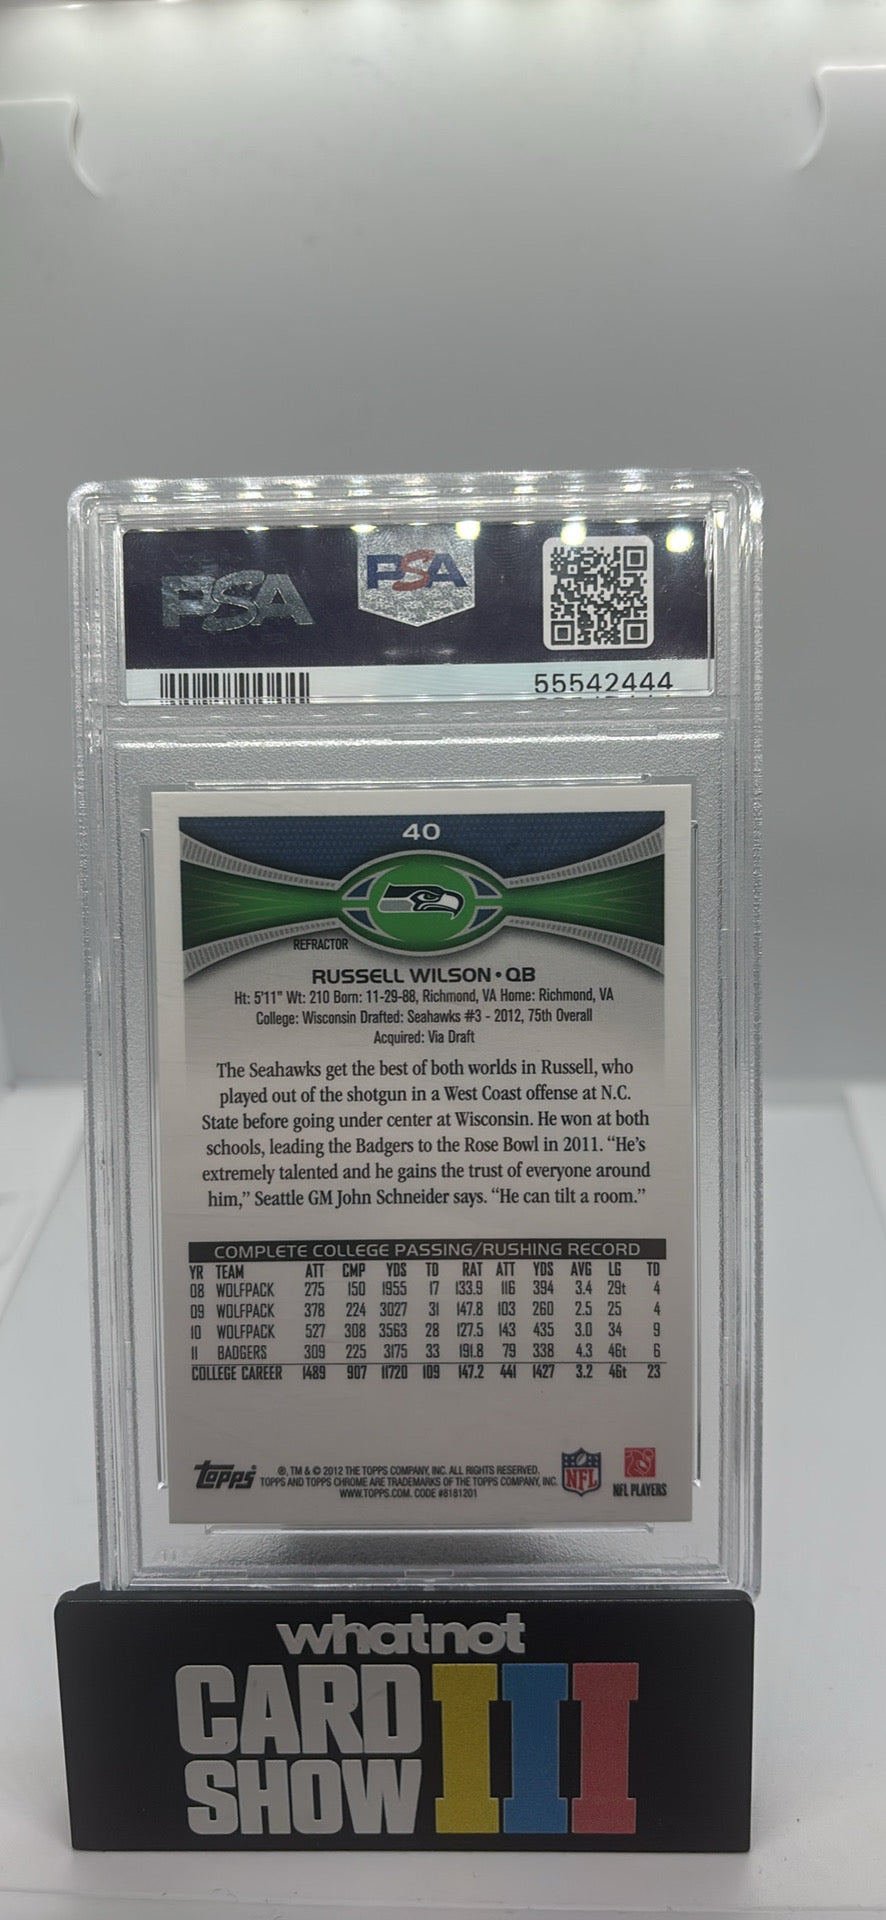 PSA
PSA
55542444
40
REFRACTOR
RUSSELL WILSON • QB
Ht: 5'11" Wt: 210 Born: 11-29-88, Richmond, VA Home: Richmond, VA
College: Wisconsin Drafted: Seahawks #3 - 2012, 75th Overall
Acquired: Via Draft
The Seahawks get the best of both worlds in Russell, who
played out of the shotgun in a West Coast offense at N.C.
State before going under center at Wisconsin. He won at both
schools, leading the Badgers to the Rose Bowl in 2011. “He’s
extremely talented and he gains the trust of everyone around
him,” Seattle GM John Schneider says. “He can tilt a room.”
COMPLETE COLLEGE PASSING/RUSHING RECORD
YR TEAM ATT CMP YDS TD RAT ATT YDS AVG LG TD
08 WOLFPACK 275 150 1955 17 133.9 116 394 3.4 29t 4
09 WOLFPACK 378 224 3027 31 147.8 103 260 2.5 25 4
10 WOLFPACK 527 308 3563 28 127.5 143 435 3.0 34 9
11 BADGERS 309 225 3175 33 191.8 79 338 4.3 46t 6
COLLEGE CAREER 1489 907 11720 109 147.2 441 1427 3.2 46t 23
Topps
®, TM & © 2012 THE TOPPS COMPANY, INC. ALL RIGHTS RESERVED.
TOPPS AND TOPPS CHROME ARE TRADEMARKS OF THE TOPPS COMPANY, INC.
WWW.TOPPS.COM. CODE #8181201
NFL
NFL PLAYERS
whatnot
CARD
SHOW
III